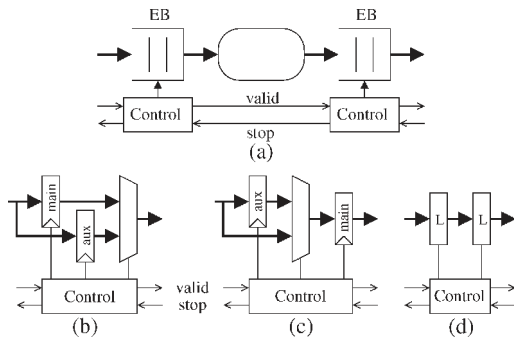 EB EB
Control valid Control
stop
(a)
main aux aux main L L
Control valid Control Control
stop
(b) (c) (d)